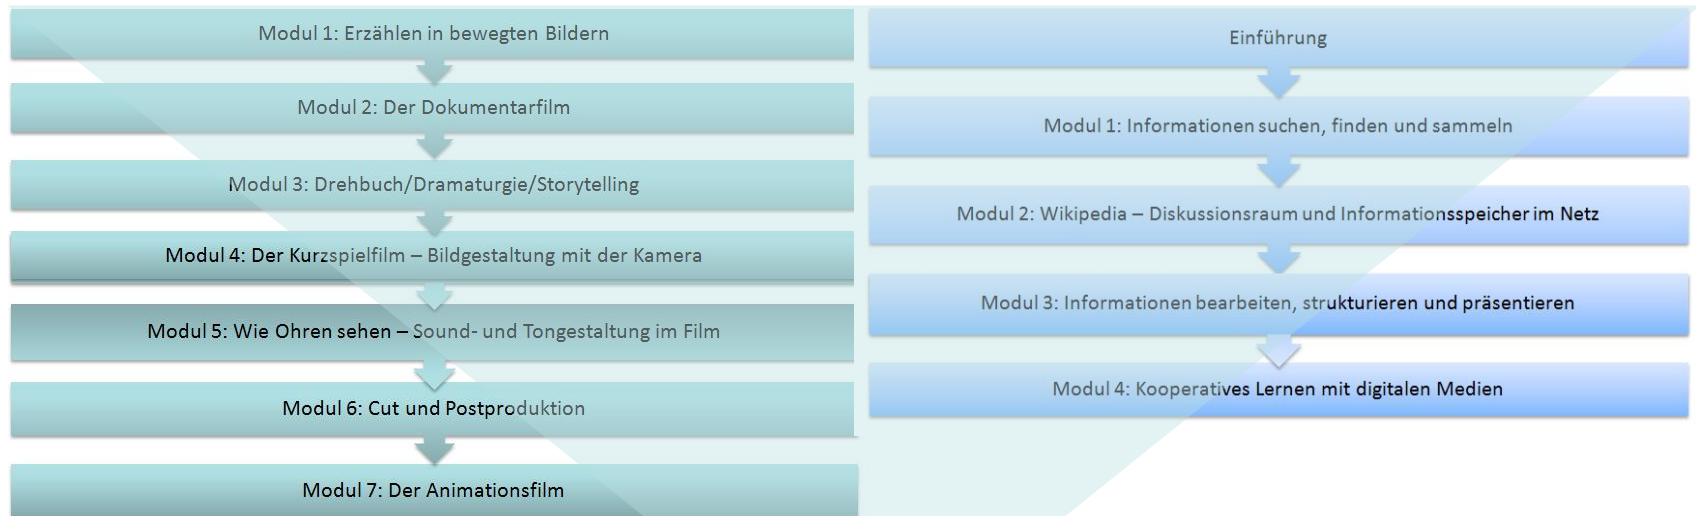 Modul 1: Erzählen in bewegten Bildern
Modul 2: Der Dokumentarfilm
Modul 3: Drehbuch/Dramaturgie/Storytelling
Modul 4: Der Kurzspielfilm – Bildgestaltung mit der Kamera
Modul 5: Wie Ohren sehen – Sound- und Tongestaltung im Film
Modul 6: Cut und Postproduktion
Modul 7: Der Animationsfilm
Einführung
Modul 1: Informationen suchen, finden und sammeln
Modul 2: Wikipedia – Diskussionsraum und Informationsspeicher im Netz
Modul 3: Informationen bearbeiten, strukturieren und präsentieren
Modul 4: Kooperatives Lernen mit digitalen Medien